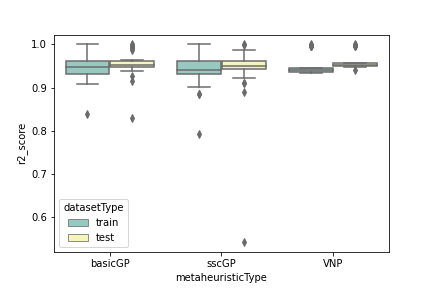 1.0
0.9
0.8
0.7
0.6
r2_score
datasetType
train
test
basicGP
sscGP
VNP
metaheuristicType